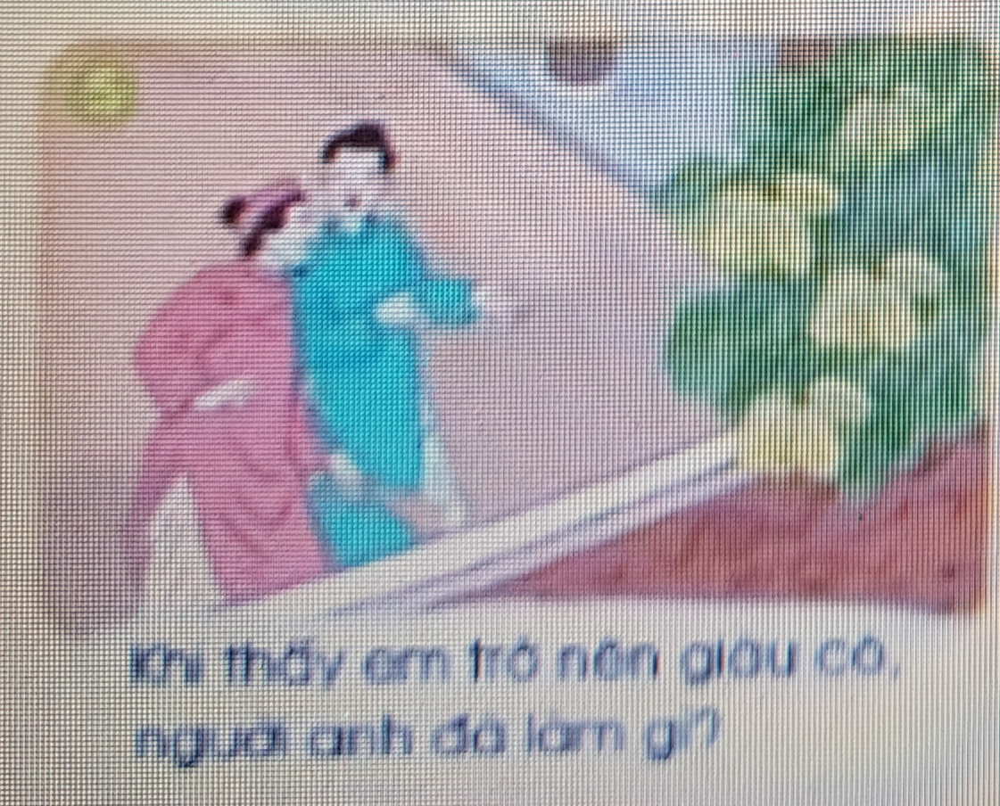 Khi thấy em trở nên giàu có,
người anh đã làm gì?